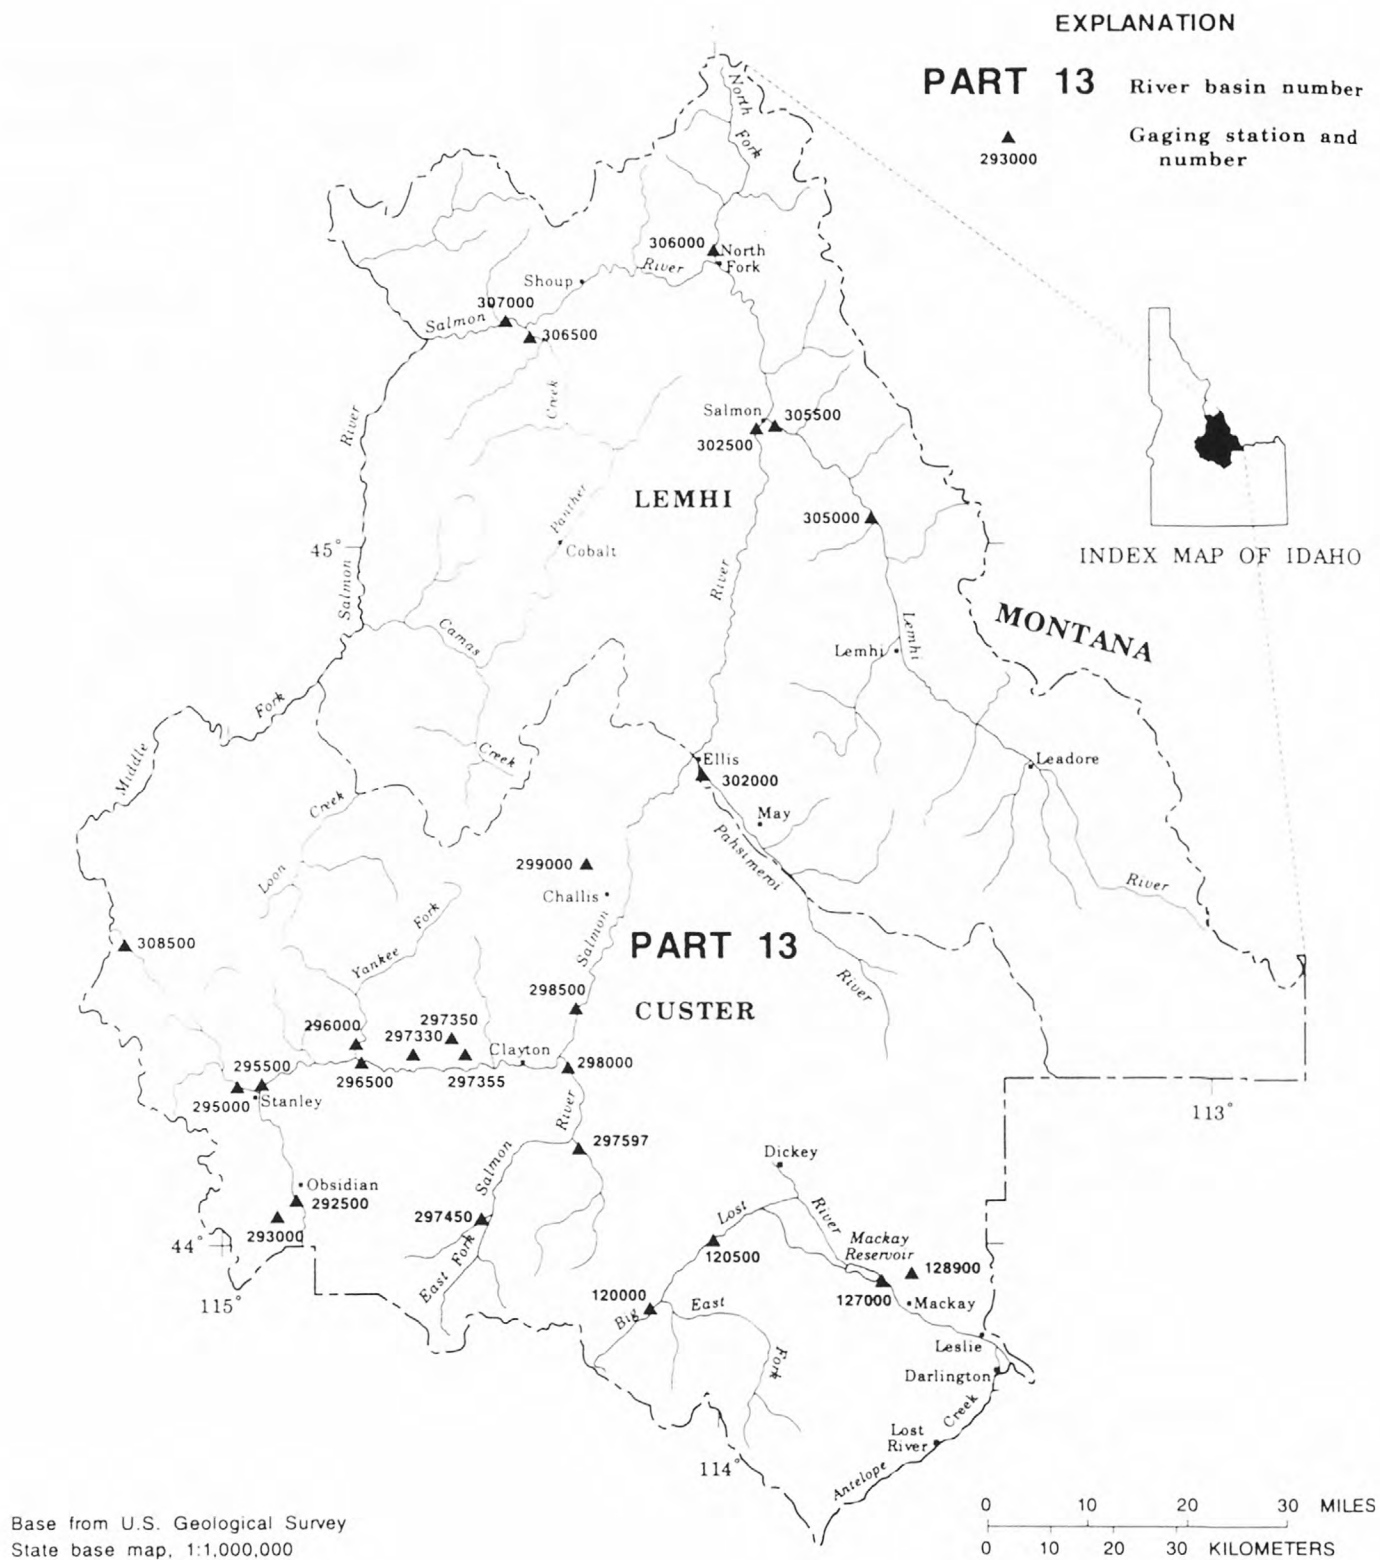 EXPLANATION
PART 13 River basin number
293000
Gaging station and
number
North
Fork
306000
North
Fork
River
Shoup
307000
Salmon
306500
Creek
River
Salmon
305500
302500
LEMHI
305000
Panther
Cobalt
45°
INDEX MAP OF IDAHO
River
Salmon
Camas
Lemhi
Lemhi
MONTANA
Fork
Middle
Creek
Ellis
302000
Leadore
Creek
May
Pahsimeroi
299000
Loon
Challis
River
Fork
Salmon
308500
PART 13
Yankee
River
298500
CUSTER
296000
297350
297330
Clayton
295500
298000
296500
297355
295000
Stanley
113°
River
297597
Salmon
Dickey
Obsidian
292500
297450
Lost
River
293000
44°
120500
Mackay
Reservoir
East Fork
128900
115°
120000
127000
Big
East
Mackay
Leslie
Fork
Darlington
Creek
Lost
River
114°
Antelope
0 10 20 30 MILES
0 10 20 30 KILOMETERS
Base from U.S. Geological Survey
State base map, 1:1,000,000